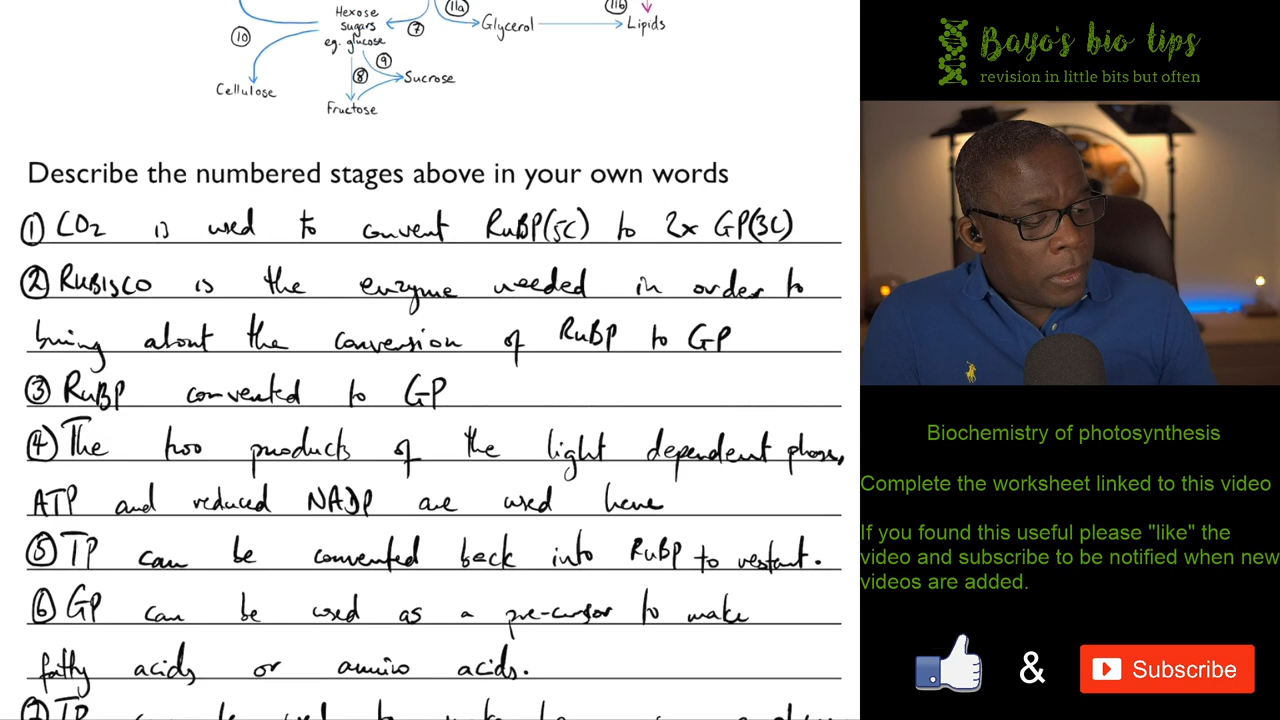 Hexose
sugars
eg. glucose
10
7
11a
Glycerol
11b
Lipids
9
8
Sucrose
Cellulose
Fructose
Describe the numbered stages above in your own words
① CO2 is used to convert RuBP(5C) to 2x GP(3C)
② RUBISCO is the enzyme needed in order to
bring about the conversion of RuBP to GP
③ RuBP converted to GP
④ The two products of the light dependent phase,
ATP and reduced NADP are used here
⑤ TP can be converted back into RuBP to restart.
⑥ GP can be used as a pre-cursor to make
fatty acids or amino acids.
⑦ TP can be used to make
Bayo's bio tips
revision in little bits but often
Biochemistry of photosynthesis
Complete the worksheet linked to this video
If you found this useful please "like" the
video and subscribe to be notified when new
videos are added.
& Subscribe